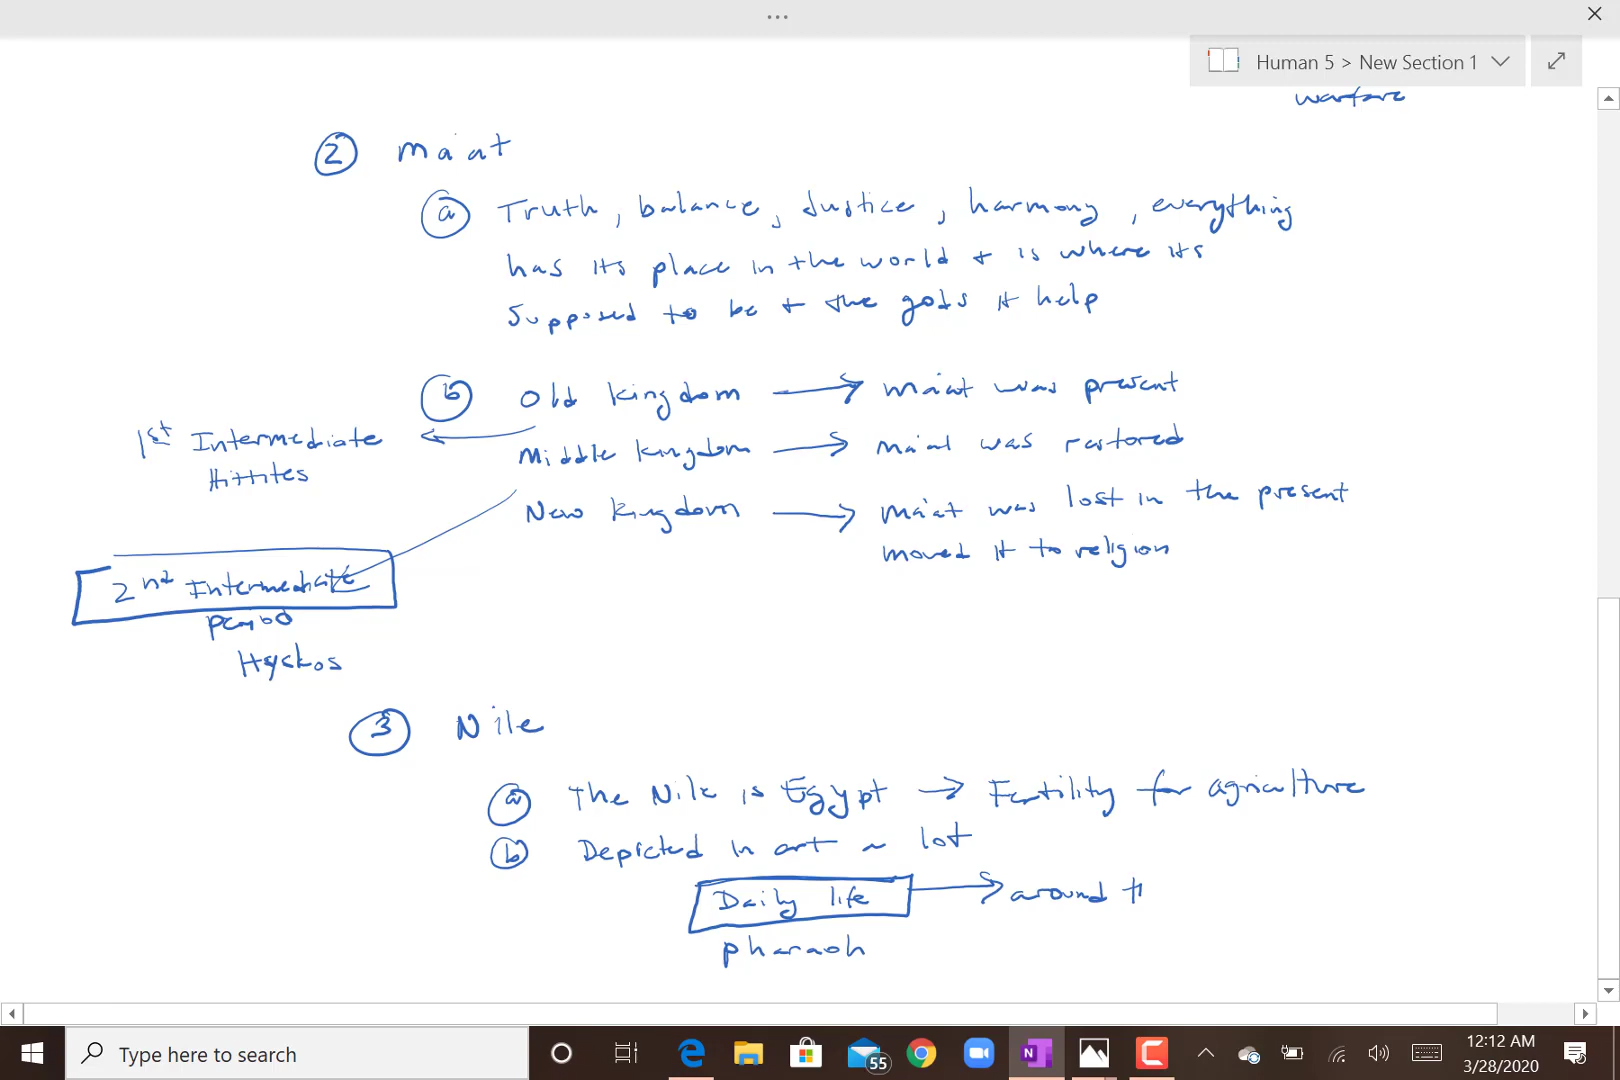 Human 5 > New Section 1
warfare
2 Ma'at
a Truth, balance, Justice, harmony, everything
has its place in the world + is where its
supposed to be + the gods it help
b Old Kingdom → Ma'at was present
1st Intermediate
Hittites
Middle Kingdom → Ma'at was restored
New Kingdom → Ma'at was lost in the present
moved it to religion
2nd Intermediate
period
Hyskos
3 Nile
a The Nile is Egypt → Fertility for agriculture
b Depicted in art a lot
Daily life → around th
pharaoh
Type here to search
55
12:12 AM
3/28/2020